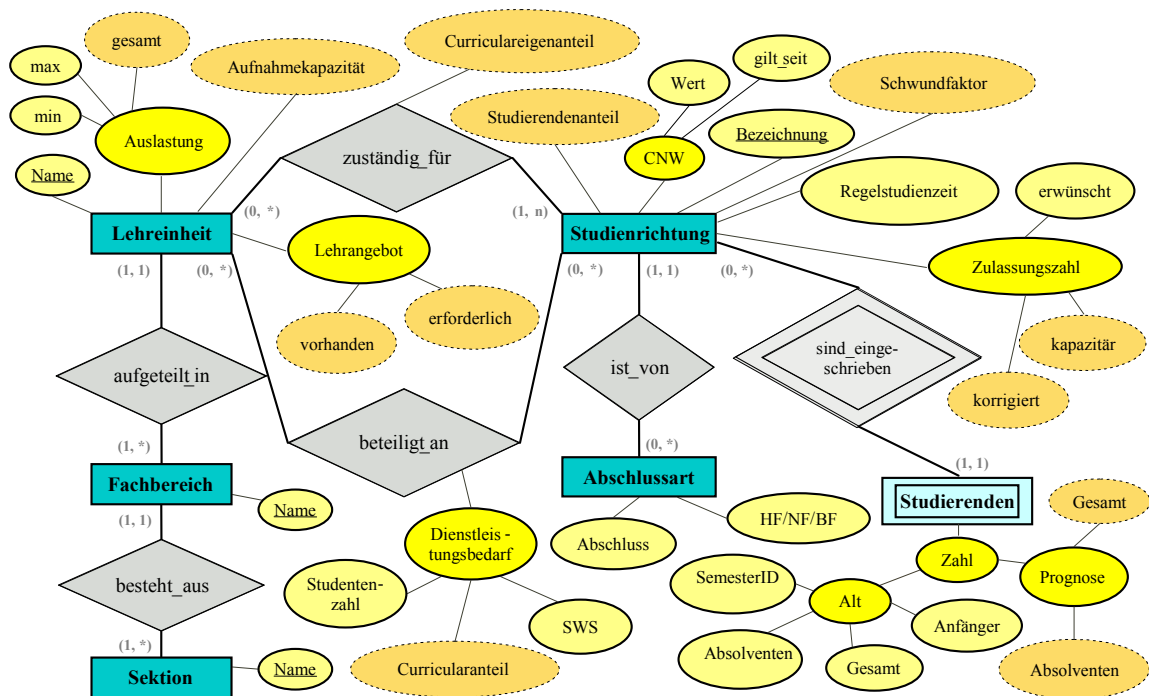 gesamt
Curriculareigenanteil
gilt_seit
max
Aufnahmekapazität
Wert
Schwundfaktor
min
Auslastung
Studierendenanteil
Bezeichnung
zuständig_für
CNW
Name
Regelstudienzeit
erwünscht
(0, *)
(1, n)
Lehreinheit
Studienrichtung
Lehrangebot
Zulassungszahl
(1, 1)
(0, *)
(0, *)
(1, 1)
(0, *)
erforderlich
vorhanden
kapazitär
sind_einge-
schrieben
aufgeteilt_in
ist_von
korrigiert
(1, *)
beteiligt_an
(0, *)
(1, 1)
Fachbereich
Abschlussart
Studierenden
Name
Gesamt
(1, 1)
HF/NF/BF
Dienstleis -
tungsbedarf
Abschluss
Zahl
Prognose
besteht_aus
Studenten-
zahl
SemesterID
Alt
SWS
Anfänger
(1, *)
Absolventen
Gesamt
Absolventen
Sektion
Name
Curricularanteil